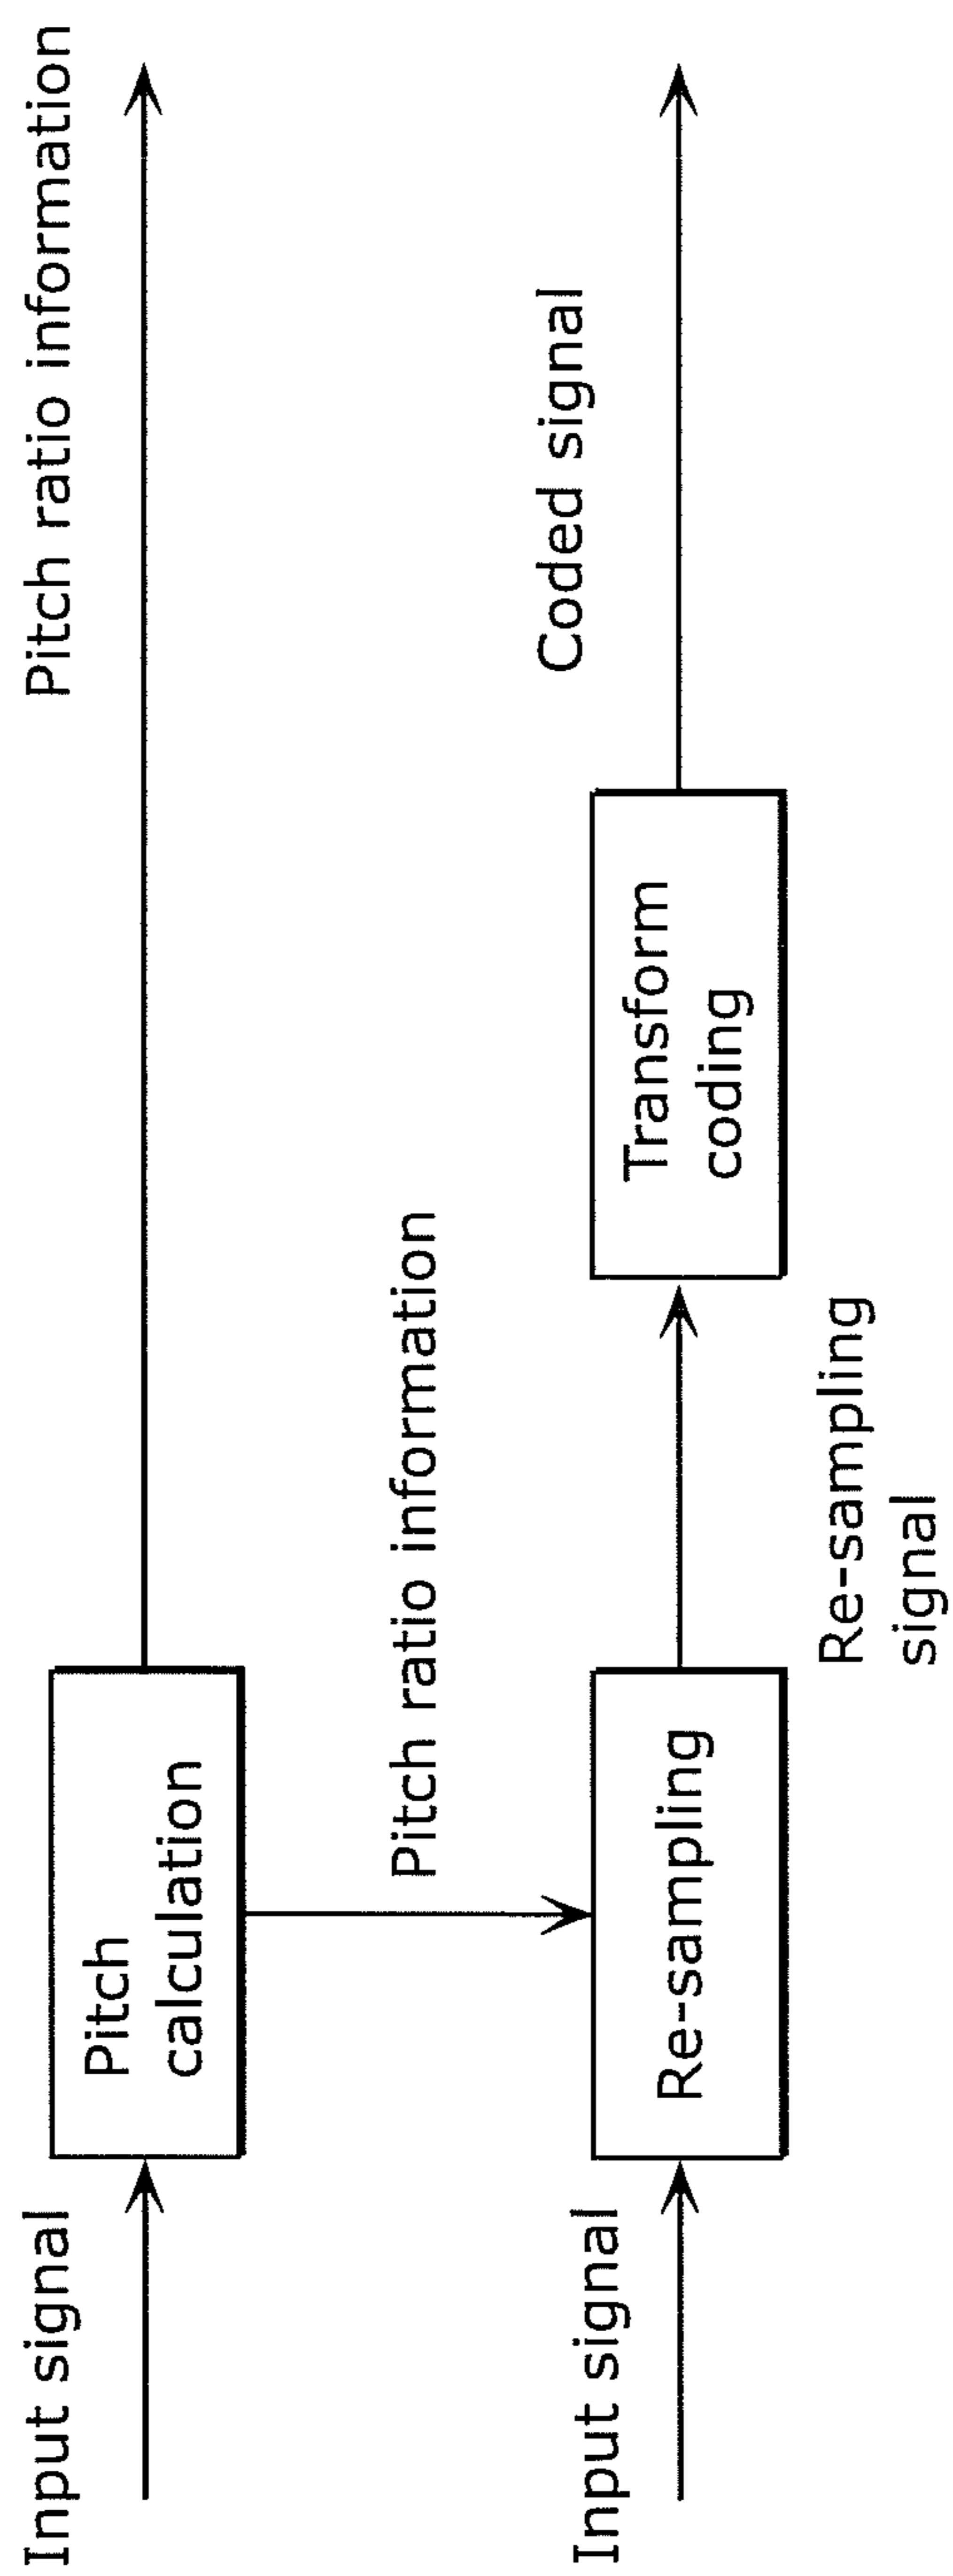 Input signal
Pitch
calculation
Pitch ratio information
Pitch ratio information
Input signal
Re-sampling
Re-sampling
signal
Transform
coding
Coded signal